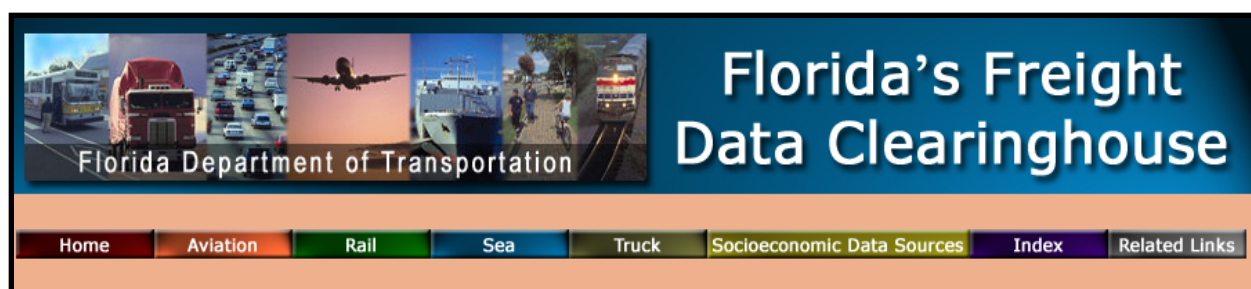 Florida Department of Transportation
Florida's Freight
Data Clearinghouse
Home Aviation Rail Sea Truck Socioeconomic Data Sources Index Related Links